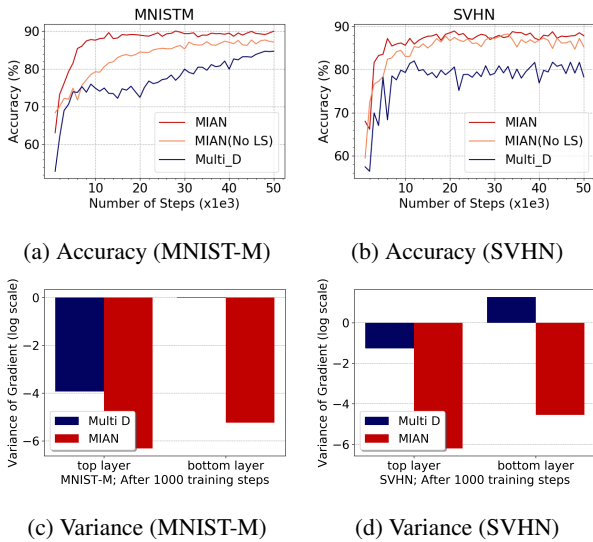 MNISTM
Accuracy (%)
90
80
70
60
MIAN
MIAN(No LS)
Multi_D
10 20 30 40 50
Number of Steps (x1e3)
(a) Accuracy (MNIST-M)
SVHN
Accuracy (%)
90
80
70
60
MIAN
MIAN(No LS)
Multi_D
10 20 30 40 50
Number of Steps (x1e3)
(b) Accuracy (SVHN)
Variance of Gradient (log scale)
0
−2
−4
−6
Multi D
MIAN
top layer bottom layer
MNIST-M; After 1000 training steps
(c) Variance (MNIST-M)
Variance of Gradient (log scale)
0
−2
−4
−6
Multi D
MIAN
top layer bottom layer
SVHN; After 1000 training steps
(d) Variance (SVHN)